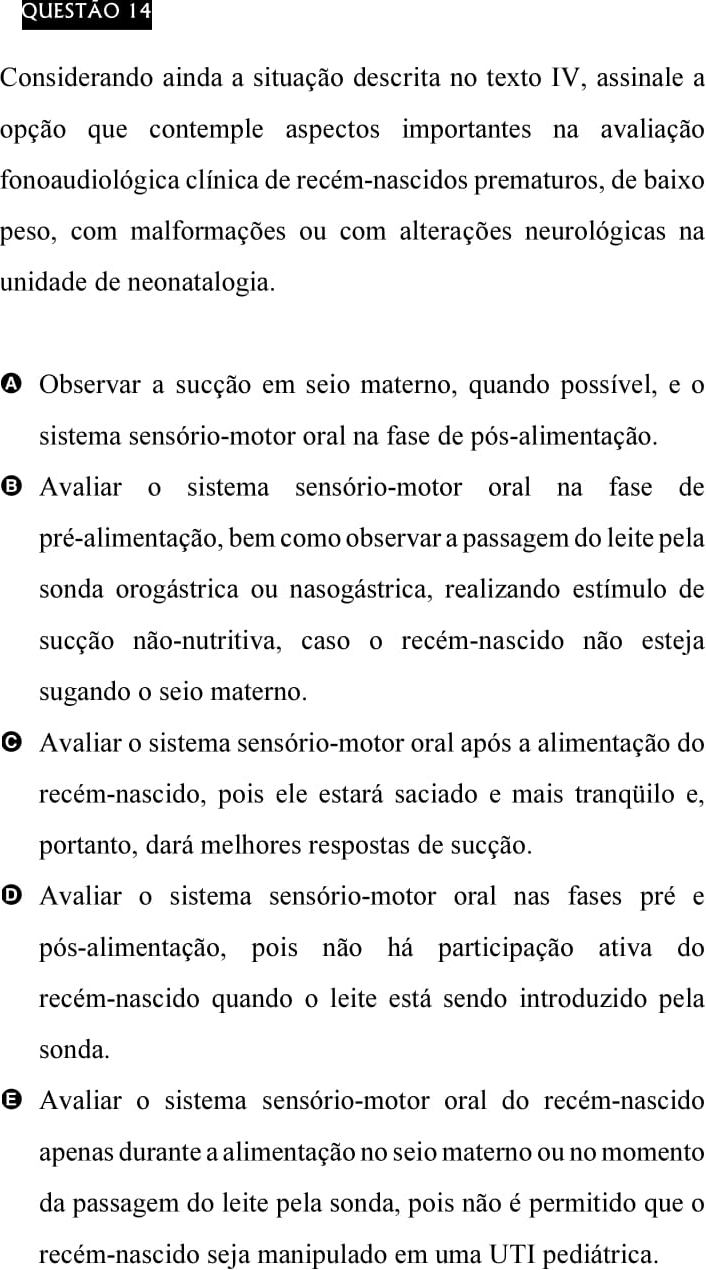 QUESTÃO 14
Considerando ainda a situação descrita no texto IV, assinale a
opção que contemple aspectos importantes na avaliação
fonoaudiológica clínica de recém-nascidos prematuros, de baixo
peso, com malformações ou com alterações neurológicas na
unidade de neonatalogia.
A Observar a sucção em seio materno, quando possível, e o
sistema sensório-motor oral na fase de pós-alimentação.
B Avaliar o sistema sensório-motor oral na fase de
pré-alimentação, bem como observar a passagem do leite pela
sonda orogástrica ou nasogástrica, realizando estímulo de
sucção não-nutritiva, caso o recém-nascido não esteja
sugando o seio materno.
C Avaliar o sistema sensório-motor oral após a alimentação do
recém-nascido, pois ele estará saciado e mais tranqüilo e,
portanto, dará melhores respostas de sucção.
D Avaliar o sistema sensório-motor oral nas fases pré e
pós-alimentação, pois não há participação ativa do
recém-nascido quando o leite está sendo introduzido pela
sonda.
E Avaliar o sistema sensório-motor oral do recém-nascido
apenas durante a alimentação no seio materno ou no momento
da passagem do leite pela sonda, pois não é permitido que o
recém-nascido seja manipulado em uma UTI pediátrica.